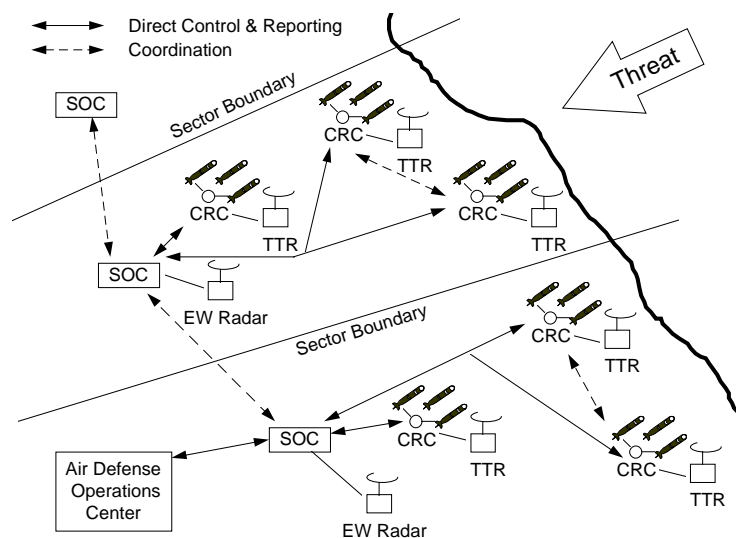 Direct Control & Reporting
Coordination
Threat
SOC
Sector Boundary
CRC
TTR
CRC
TTR
CRC
TTR
SOC
EW Radar
Sector Boundary
CRC
TTR
SOC
CRC
TTR
CRC
TTR
Air Defense
Operations
Center
EW Radar